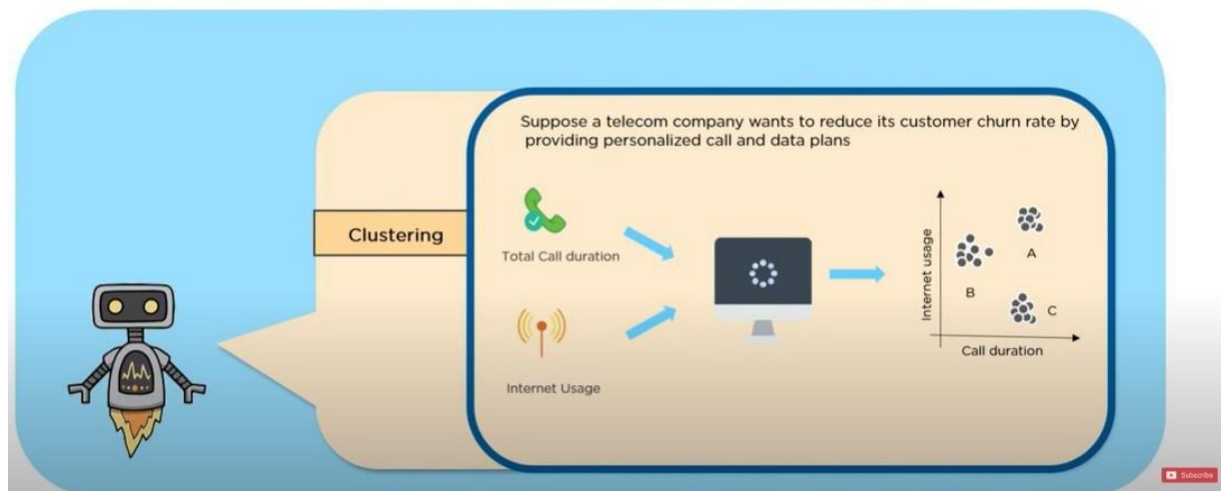 Suppose a telecom company wants to reduce its customer churn rate by
providing personalized call and data plans
Clustering
Total Call duration
Internet Usage
Internet usage
A
B
C
Call duration
Subscribe